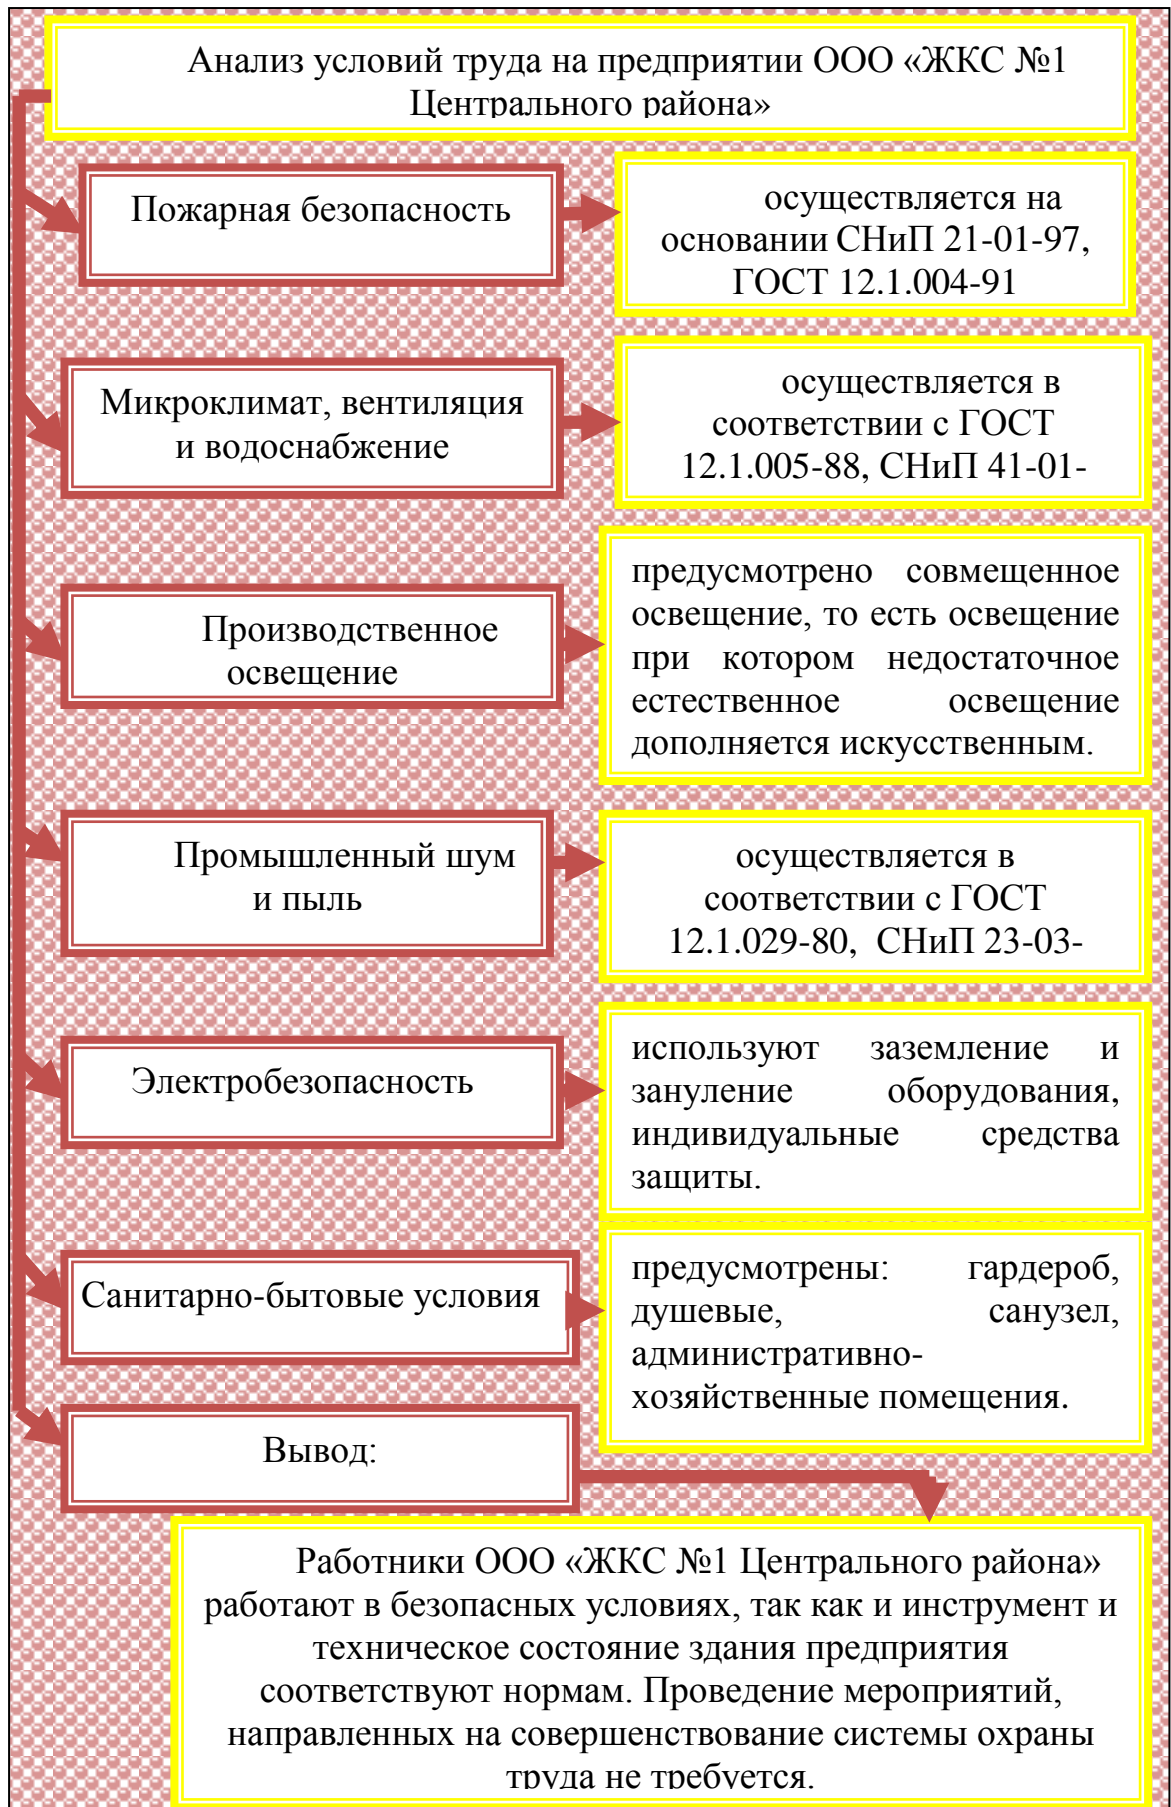 Анализ условий труда на предприятии ООО «ЖКС №1
Центрального района»
Пожарная безопасность
осуществляется на
основании СНиП 21-01-97,
ГОСТ 12.1.004-91
Микроклимат, вентиляция
и водоснабжение
осуществляется в
соответствии с ГОСТ
12.1.005-88, СНиП 41-01-
Производственное
освещение
предусмотрено совмещенное
освещение, то есть освещение
при котором недостаточное
естественное освещение
дополняется искусственным.
Промышленный шум
и пыль
осуществляется в
соответствии с ГОСТ
12.1.029-80, СНиП 23-03-
Электробезопасность
используют заземление и
зануление оборудования,
индивидуальные средства
защиты.
Санитарно-бытовые условия
предусмотрены: гардероб,
душевые, санузел,
административно-
хозяйственные помещения.
Вывод:
Работники ООО «ЖКС №1 Центрального района»
работают в безопасных условиях, так как и инструмент и
техническое состояние здания предприятия
соответствуют нормам. Проведение мероприятий,
направленных на совершенствование системы охраны
труда не требуется.